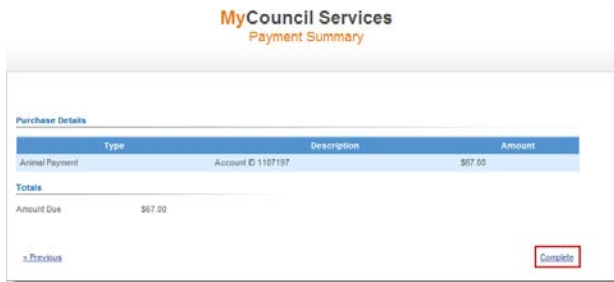 MyCouncil Services
Payment Summary
Purchase Details
Type Description Amount
Animal Payment Account ID 1107197 $67.00
Totals
Amount Due $67.00
< Previous Complete